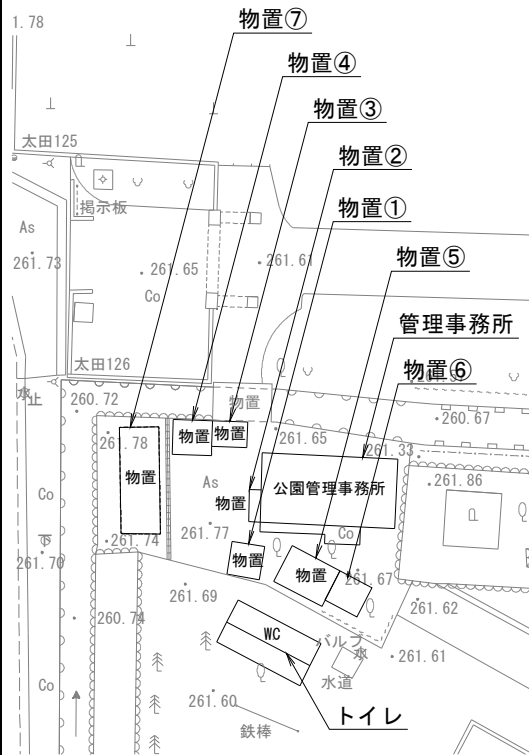 1.78
物置⑦
物置④
物置③
物置②
物置①
物置⑤
管理事務所
物置⑥
太田125
掲示板
As
261.73
261.65
261.61
Co
太田126
止
260.72
物置
260.67
261.78
物置
物置
261.65
261.33
物置
As
物置
公園管理事務所
261.86
Co
261.77
Co
261.74
物置
261.70
物置
261.67
261.69
261.62
260.74
WC
バルブ
水
261.61
水道
Co
261.60
トイレ
鉄棒